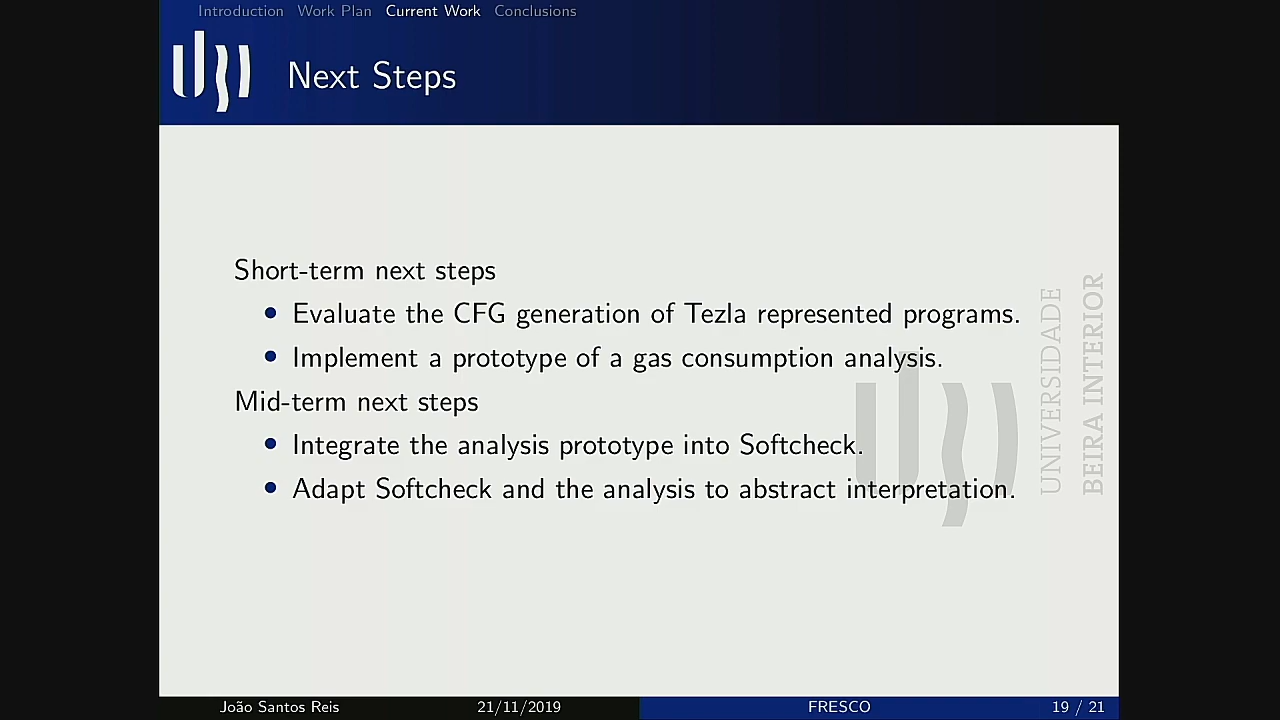 Introduction Work Plan Current Work Conclusions
Next Steps
Short-term next steps
Evaluate the CFG generation of Tezla represented programs.
Implement a prototype of a gas consumption analysis.
Mid-term next steps
Integrate the analysis prototype into Softcheck.
Adapt Softcheck and the analysis to abstract interpretation.
UNIVERSIDADE
BEIRA INTERIOR
João Santos Reis 21/11/2019 FRESCO 19 / 21